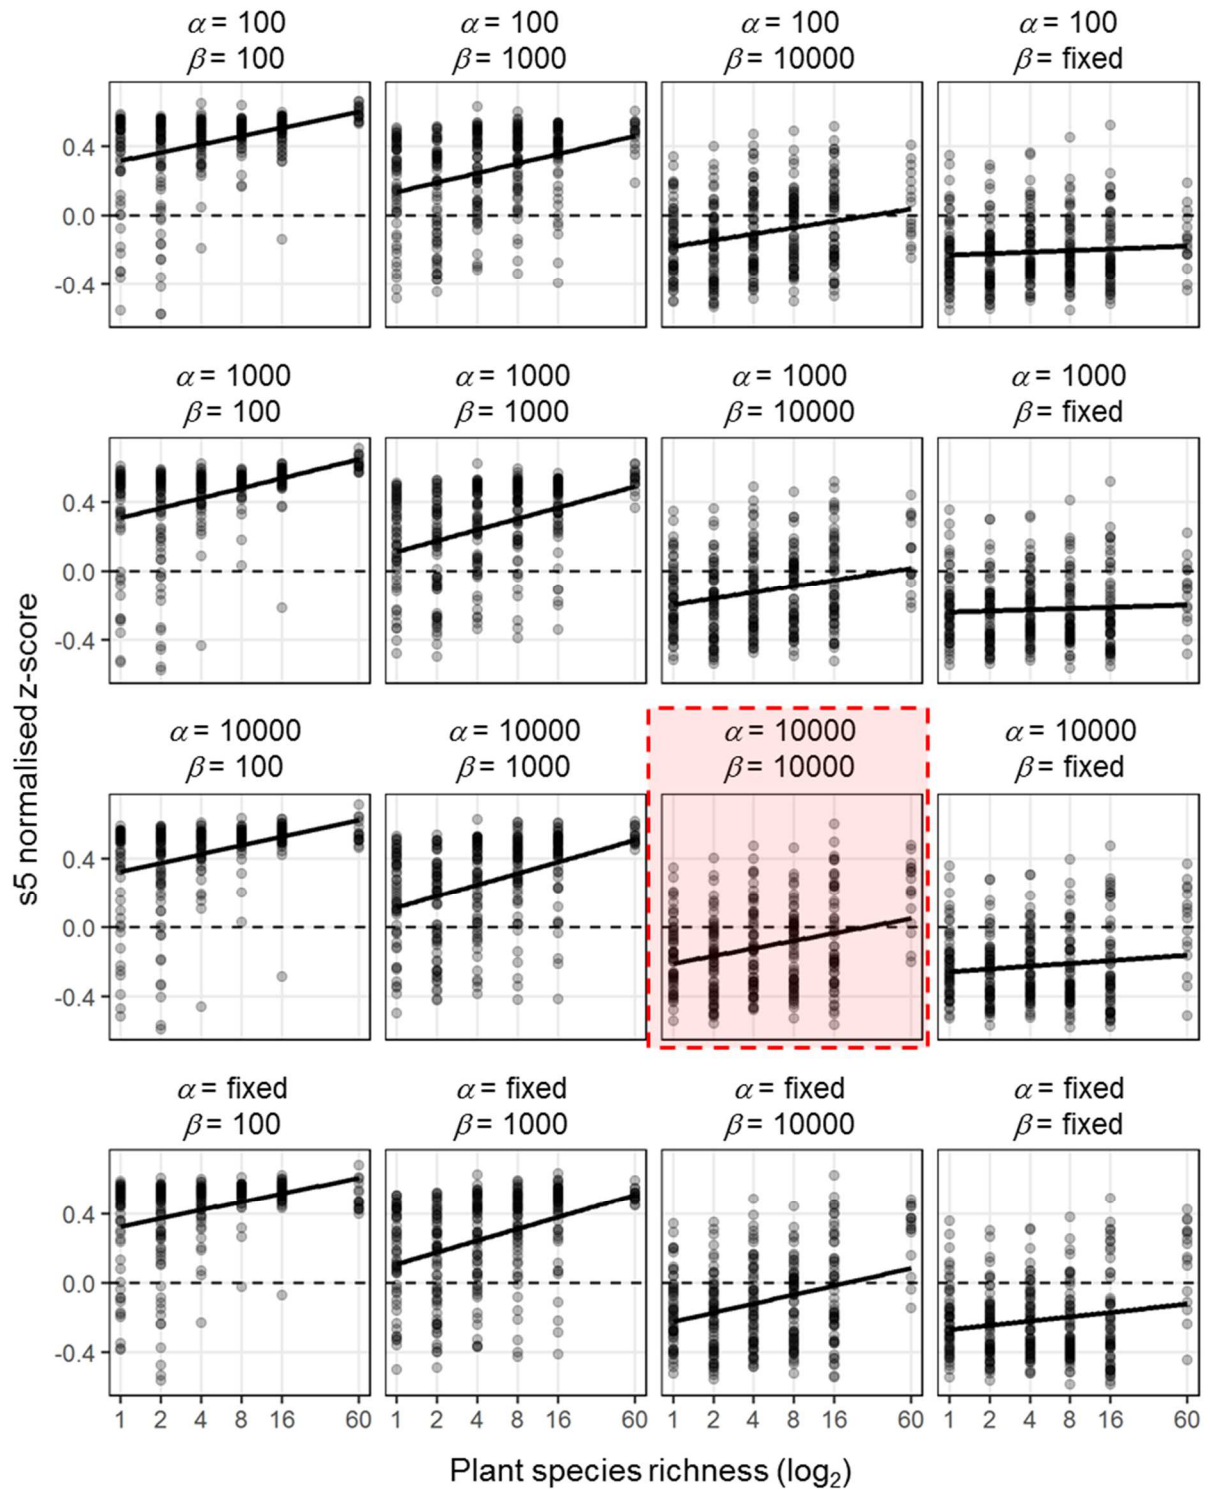 α = 100
β = 100
α = 100
β = 1000
α = 100
β = 10000
α = 100
β = fixed
0.4
0.0
-0.4
α = 1000
β = 100
α = 1000
β = 1000
α = 1000
β = 10000
α = 1000
β = fixed
0.4
0.0
-0.4
s5 normalised z-score
α = 10000
β = 100
α = 10000
β = 1000
α = 10000
β = 10000
α = 10000
β = fixed
0.4
0.0
-0.4
α = fixed
β = 100
α = fixed
β = 1000
α = fixed
β = 10000
α = fixed
β = fixed
0.4
0.0
-0.4
1 2 4 8 16 60
1 2 4 8 16 60
1 2 4 8 16 60
1 2 4 8 16 60
Plant species richness (log₂)